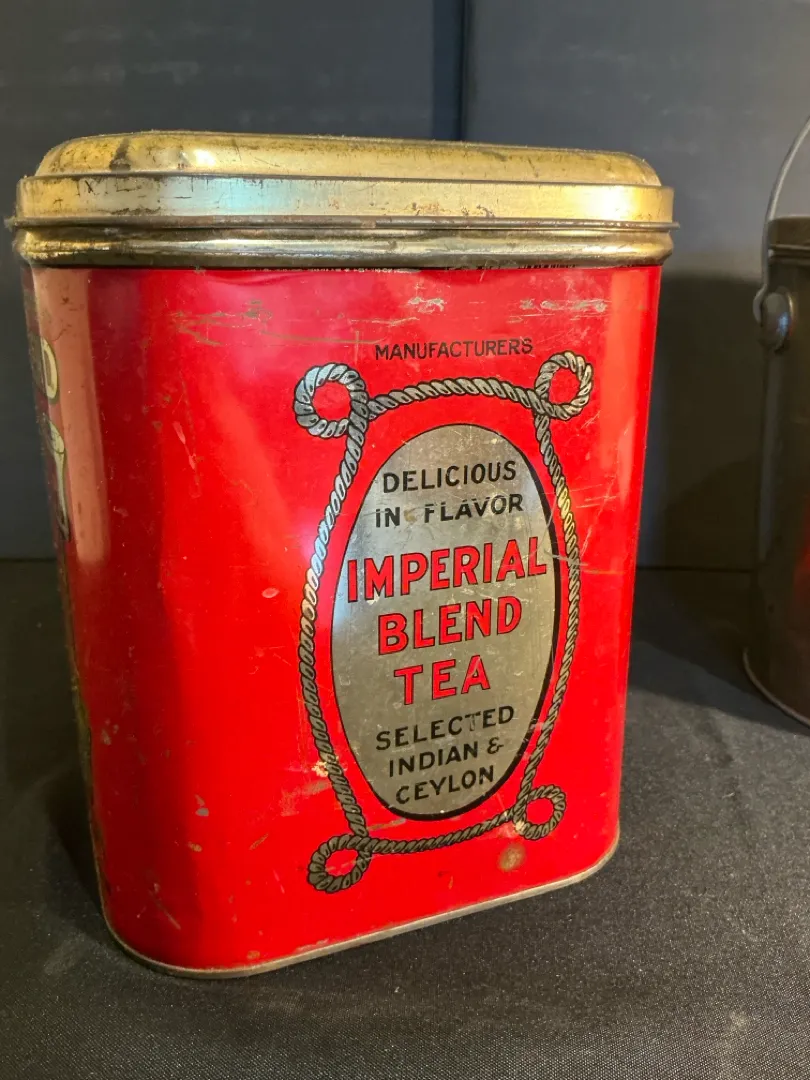 MANUFACTURERS
DELICIOUS
IN FLAVOR
IMPERIAL
BLEND
TEA
SELECTED
INDIAN &
CEYLON